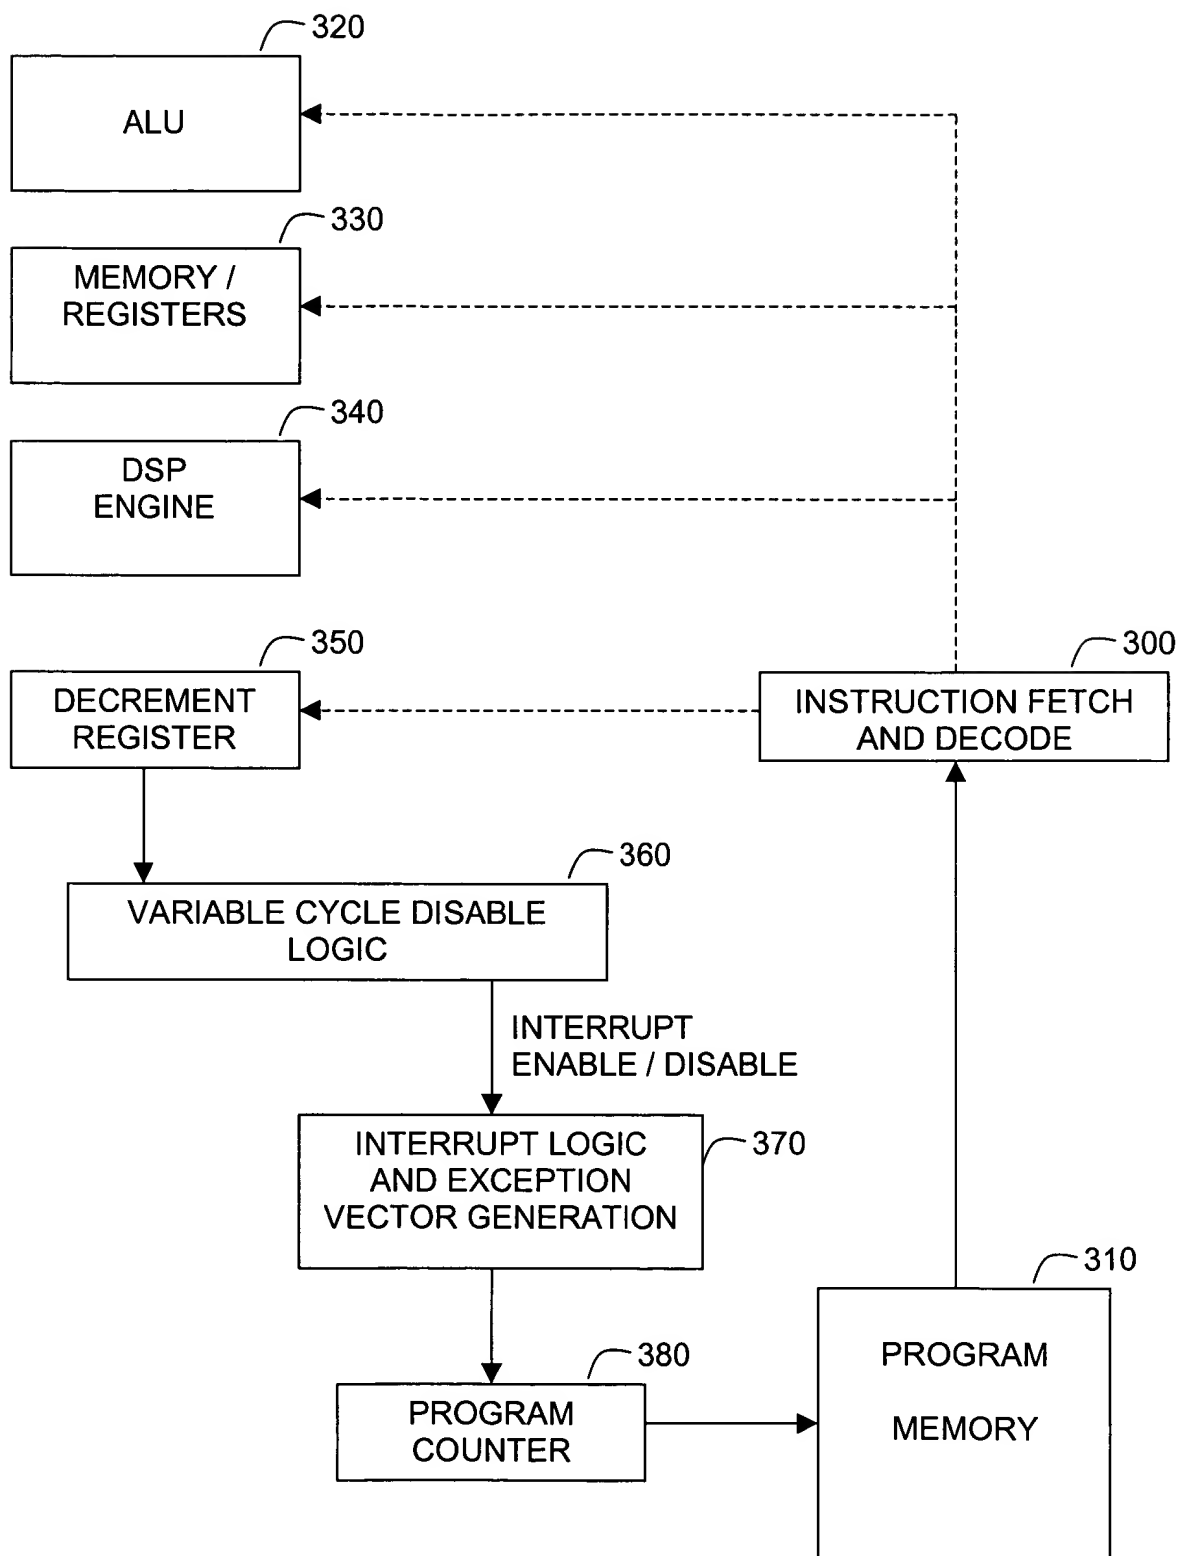 320
ALU
330
MEMORY /
REGISTERS
340
DSP
ENGINE
350
DECREMENT
REGISTER
300
INSTRUCTION FETCH
AND DECODE
360
VARIABLE CYCLE DISABLE
LOGIC
INTERRUPT
ENABLE / DISABLE
INTERRUPT LOGIC
AND EXCEPTION
VECTOR GENERATION
370
310
PROGRAM
MEMORY
380
PROGRAM
COUNTER